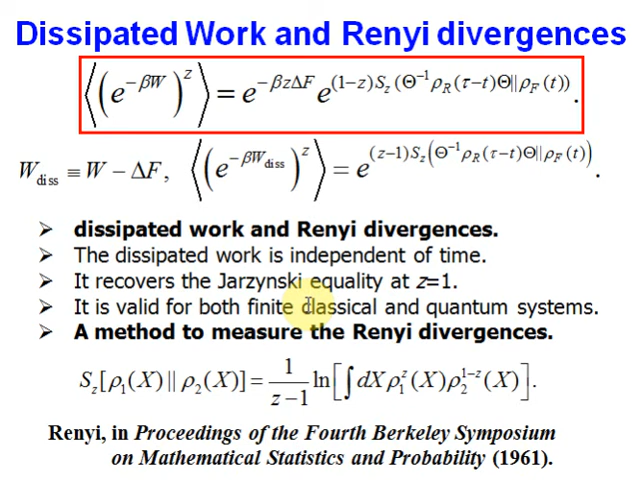 Dissipated Work and Renyi divergences
⟨(e^{−βW})^z⟩ = e^{−βzΔF} e^{(1−z)S_z(Θ^{−1}ρ_R(τ−t)Θ||ρ_F(t))}.
W_diss ≡ W − ΔF, ⟨(e^{−βW_diss})^z⟩ = e^{(z−1)S_z(Θ^{−1}ρ_R(τ−t)Θ||ρ_F(t))}.
➤ dissipated work and Renyi divergences.
➤ The dissipated work is independent of time.
➤ It recovers the Jarzynski equality at z=1.
➤ It is valid for both finite classical and quantum systems.
➤ A method to measure the Renyi divergences.
S_z[ρ_1(X)||ρ_2(X)] = 1/(z−1) ln[∫dXρ_1^z(X)ρ_2^{1−z}(X)].
Renyi, in Proceedings of the Fourth Berkeley Symposium
on Mathematical Statistics and Probability (1961).